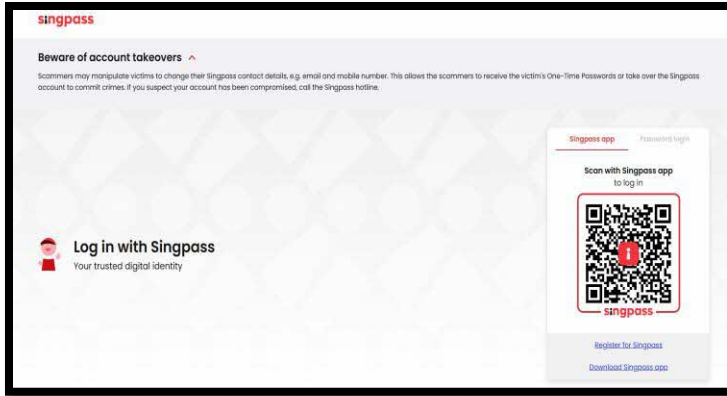 singpass
Beware of account takeovers
Scammers may manipulate victims to change their Singpass contact details, e.g. email and mobile number. This allows the scammers to receive the victim's One-Time Passwords or take over the Singpass
account to commit crimes. If you suspect your account has been compromised, call the Singpass hotline.
Singpass app
Password login
Scan with Singpass app
to log in
singpass
Log in with Singpass
Your trusted digital identity
Register for Singpass
Download Singpass app